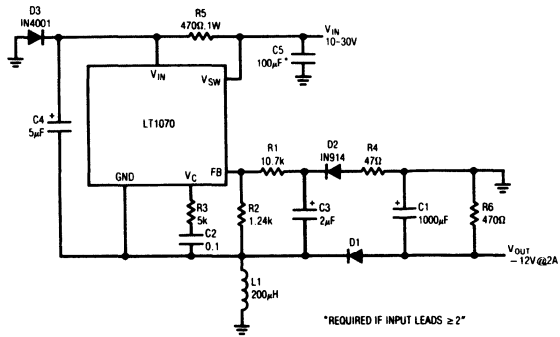 D3
IN4001
R5
470Ω.1W
VIN
10-30V
C5
100μF*
VIN
VSW
LT1070
C4
5μF
+
GND
VC
FB
R1
10.7k
D2
IN914
R4
47Ω
R3
5k
C2
0.1
R2
1.24k
+
C3
2μF
+
C1
1000μF
R6
470Ω
D1
VOUT
−12V@2A
L1
200μH
*REQUIRED IF INPUT LEADS ≥ 2"